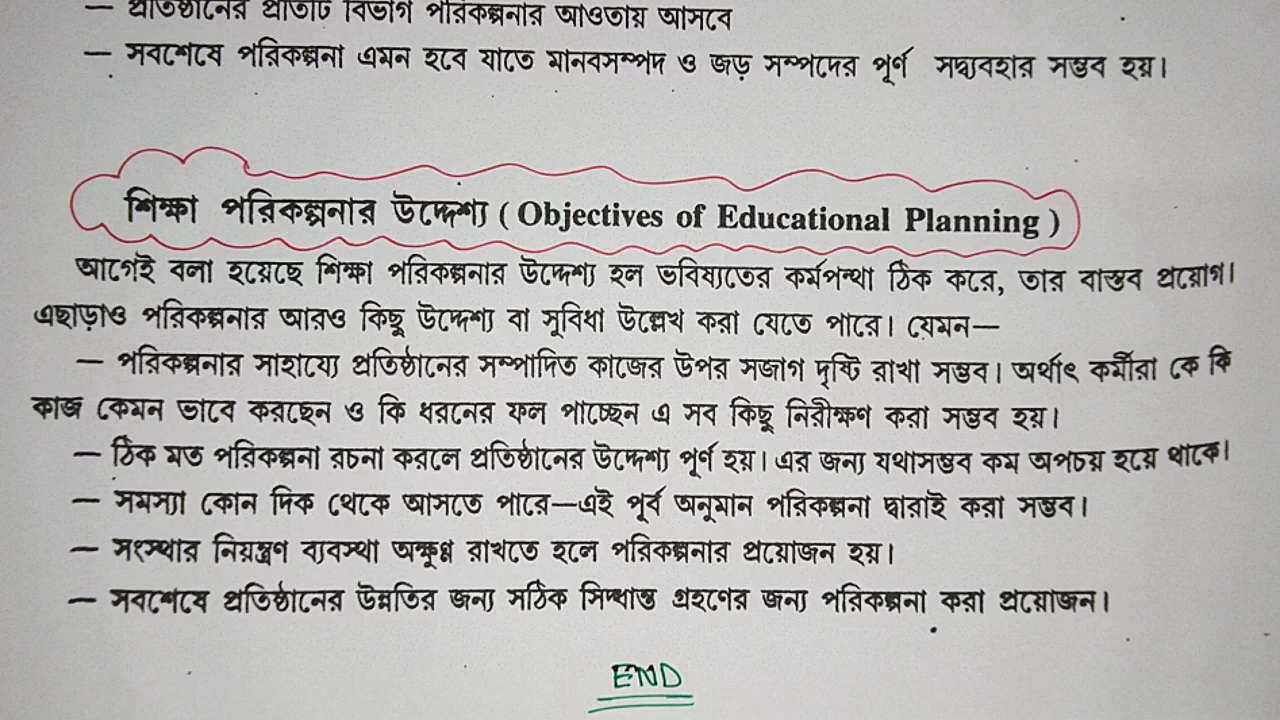 — প্রতিষ্ঠানের প্রতিটি বিভাগ পরিকল্পনার আওতায় আসবে
— সবশেষে পরিকল্পনা এমন হবে যাতে মানবসম্পদ ও জড় সম্পদের পূর্ণ সদ্ব্যবহার সম্ভব হয়।
শিক্ষা পরিকল্পনার উদ্দেশ্য ( Objectives of Educational Planning )
আগেই বলা হয়েছে শিক্ষা পরিকল্পনার উদ্দেশ্য হল ভবিষ্যতের কর্মপন্থা ঠিক করে, তার বাস্তব প্রয়োগ।
এছাড়াও পরিকল্পনার আরও কিছু উদ্দেশ্য বা সুবিধা উল্লেখ করা যেতে পারে। যেমন—
— পরিকল্পনার সাহায্যে প্রতিষ্ঠানের সম্পাদিত কাজের উপর সজাগ দৃষ্টি রাখা সম্ভব। অর্থাৎ কর্মীরা কে কি
কাজ কেমন ভাবে করছেন ও কি ধরনের ফল পাচ্ছেন এ সব কিছু নিরীক্ষণ করা সম্ভব হয়।
— ঠিক মত পরিকল্পনা রচনা করলে প্রতিষ্ঠানের উদ্দেশ্য পূর্ণ হয়। এর জন্য যথাসম্ভব কম অপচয় হয়ে থাকে।
— সমস্যা কোন দিক থেকে আসতে পারে—এই পূর্ব অনুমান পরিকল্পনা দ্বারাই করা সম্ভব।
— সংস্থার নিয়ন্ত্রণ ব্যবস্থা অক্ষুণ্ণ রাখতে হলে পরিকল্পনার প্রয়োজন হয়।
— সবশেষে প্রতিষ্ঠানের উন্নতির জন্য সঠিক সিদ্ধান্ত গ্রহণের জন্য পরিকল্পনা করা প্রয়োজন।
END